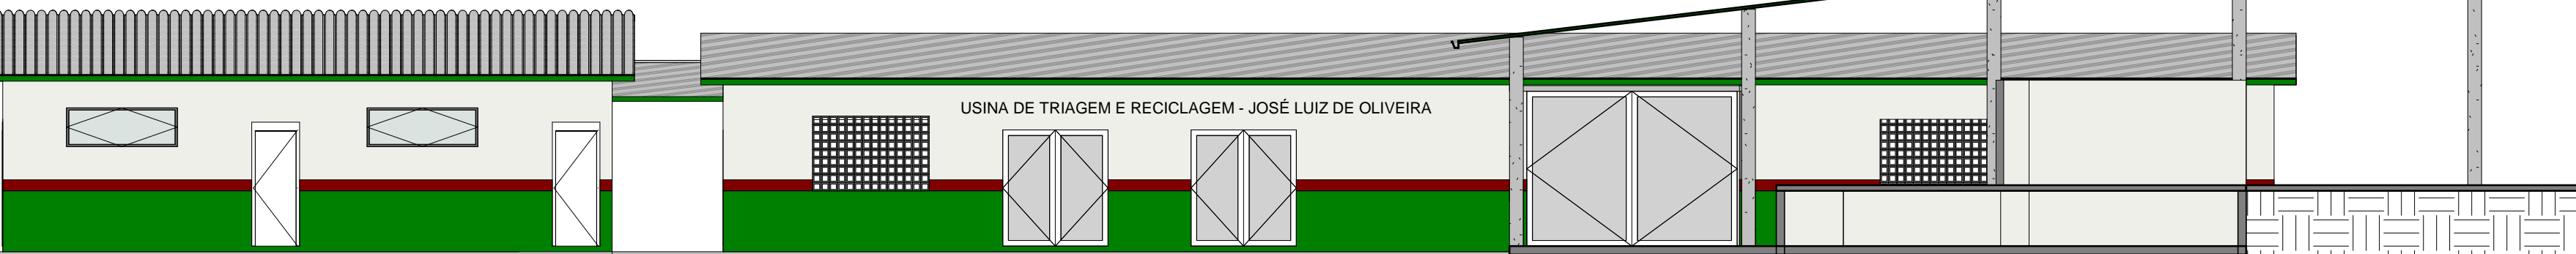 USINA DE TRIAGEM E RECICLAGEM - JOSÉ LUIZ DE OLIVEIRA